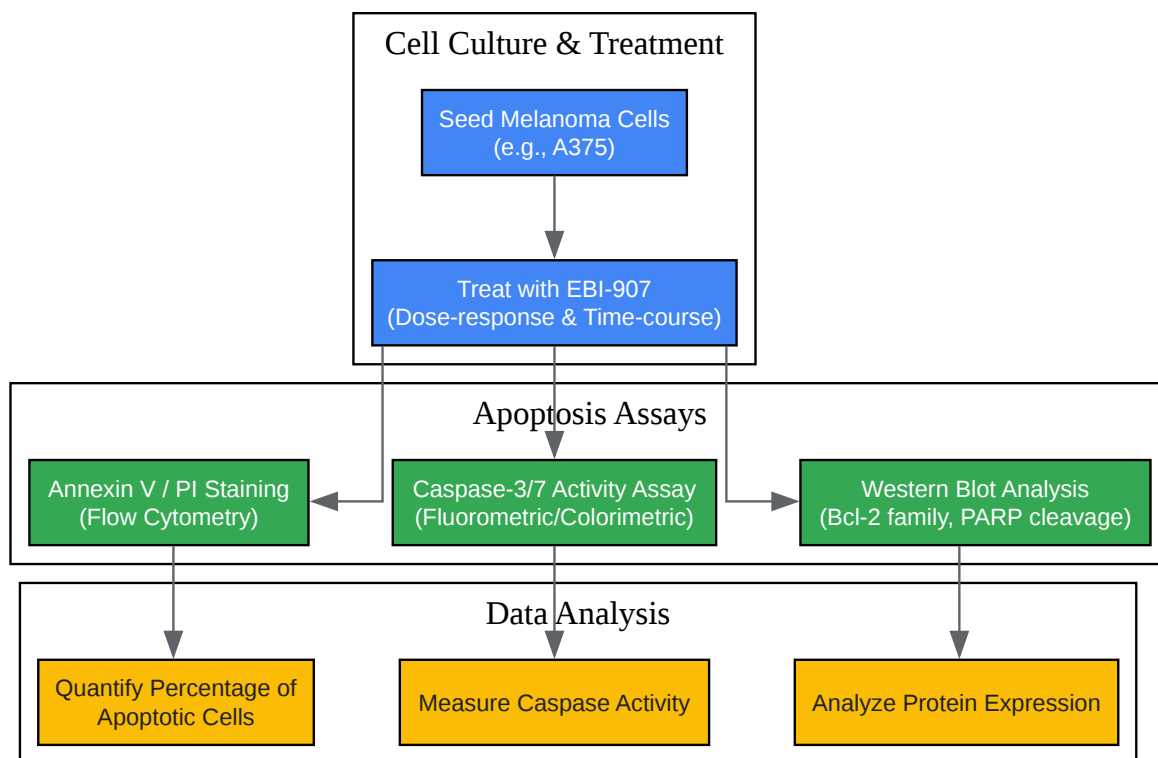 Cell Culture & Treatment
Seed Melanoma Cells
(e.g., A375)
Treat with EBI-907
(Dose-response & Time-course)
Apoptosis Assays
Annexin V / PI Staining
(Flow Cytometry)
Caspase-3/7 Activity Assay
(Fluorometric/Colorimetric)
Western Blot Analysis
(Bcl-2 family, PARP cleavage)
Data Analysis
Quantify Percentage of
Apoptotic Cells
Measure Caspase Activity
Analyze Protein Expression